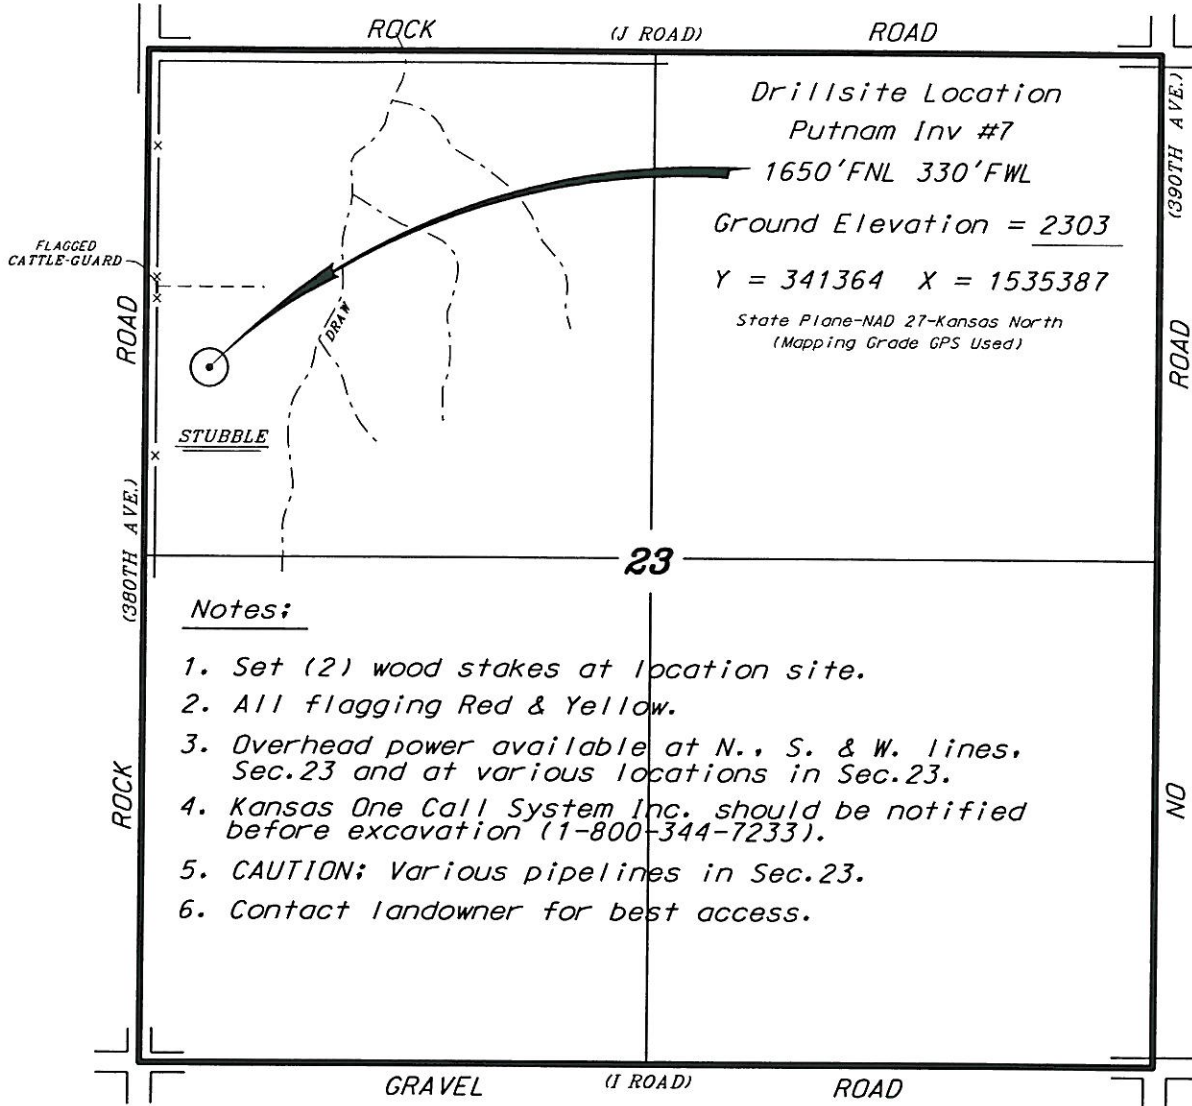 ROCK (J ROAD) ROAD
(390TH AVE.)
Drillsite Location
Putnam Inv #7
1650'FNL 330'FWL
Ground Elevation = 2303
Y = 341364 X = 1535387
State Plane-NAD 27-Kansas North
(Mapping Grade GPS Used)
FLAGGED
CATTLE-GUARD
ROAD
DRAW
ROAD
STUBBLE
(380TH AVE.)
23
Notes:
1. Set (2) wood stakes at location site.
2. All flagging Red & Yellow.
3. Overhead power available at N., S. & W. lines,
Sec.23 and at various locations in Sec.23.
4. Kansas One Call System Inc. should be notified
before excavation (1-800-344-7233).
5. CAUTION: Various pipelines in Sec.23.
6. Contact landowner for best access.
ROCK
NO
GRAVEL (I ROAD) ROAD